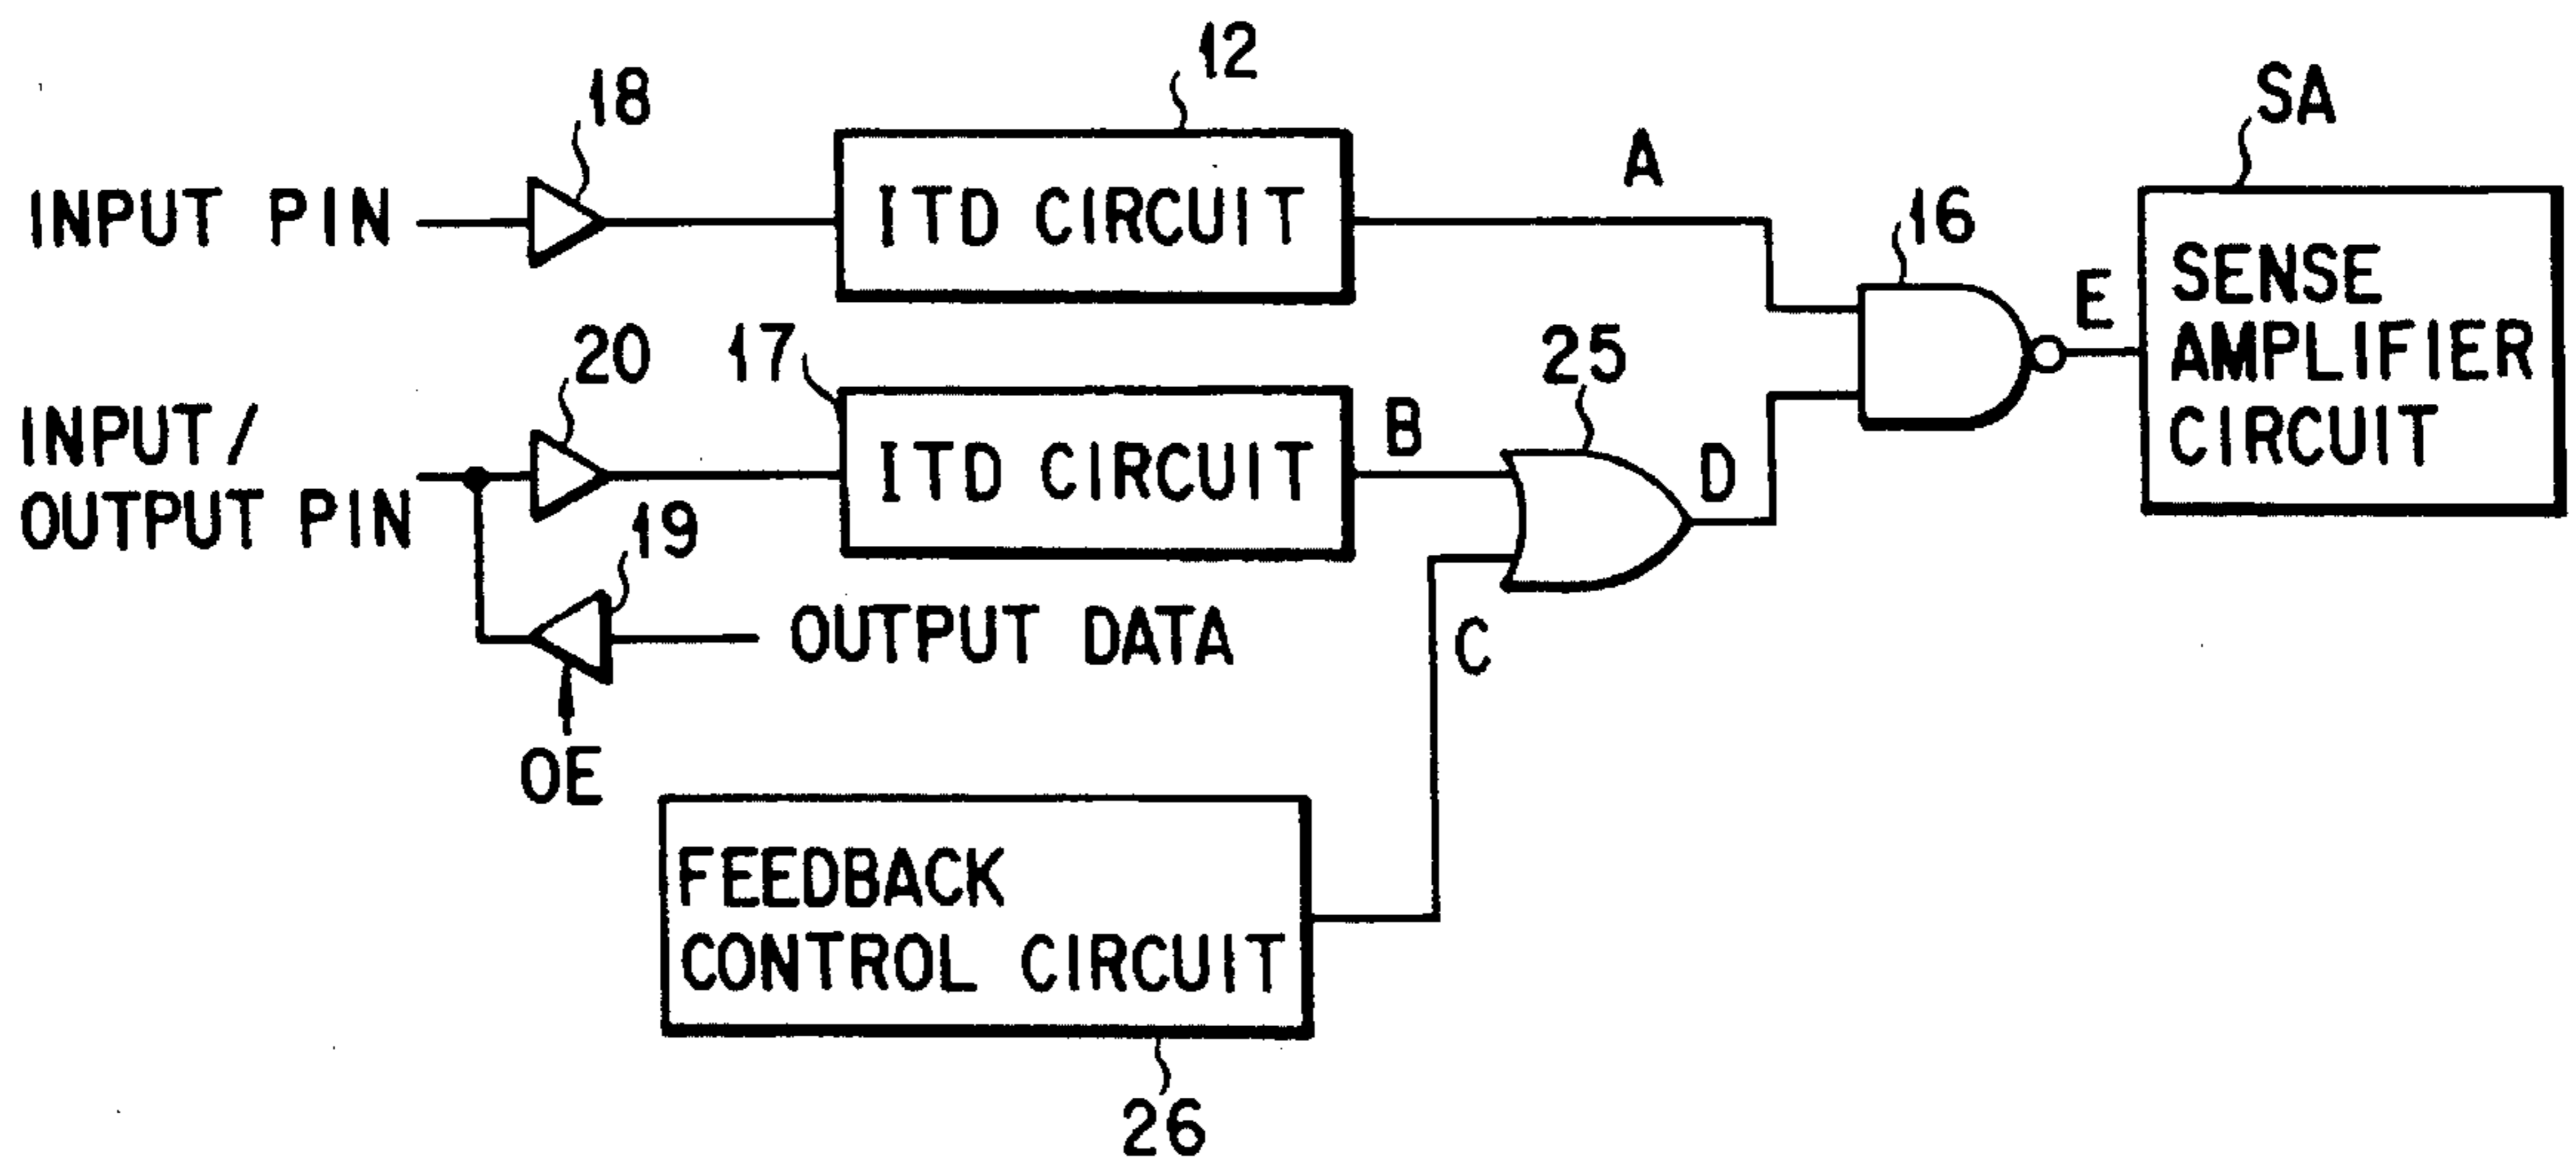 12
18
SA
INPUT PIN
ITD CIRCUIT
A
16
E
SENSE
AMPLIFIER
CIRCUIT
20
17
25
INPUT/
OUTPUT PIN
ITD CIRCUIT
B
D
19
OUTPUT DATA
C
OE
FEEDBACK
CONTROL CIRCUIT
26